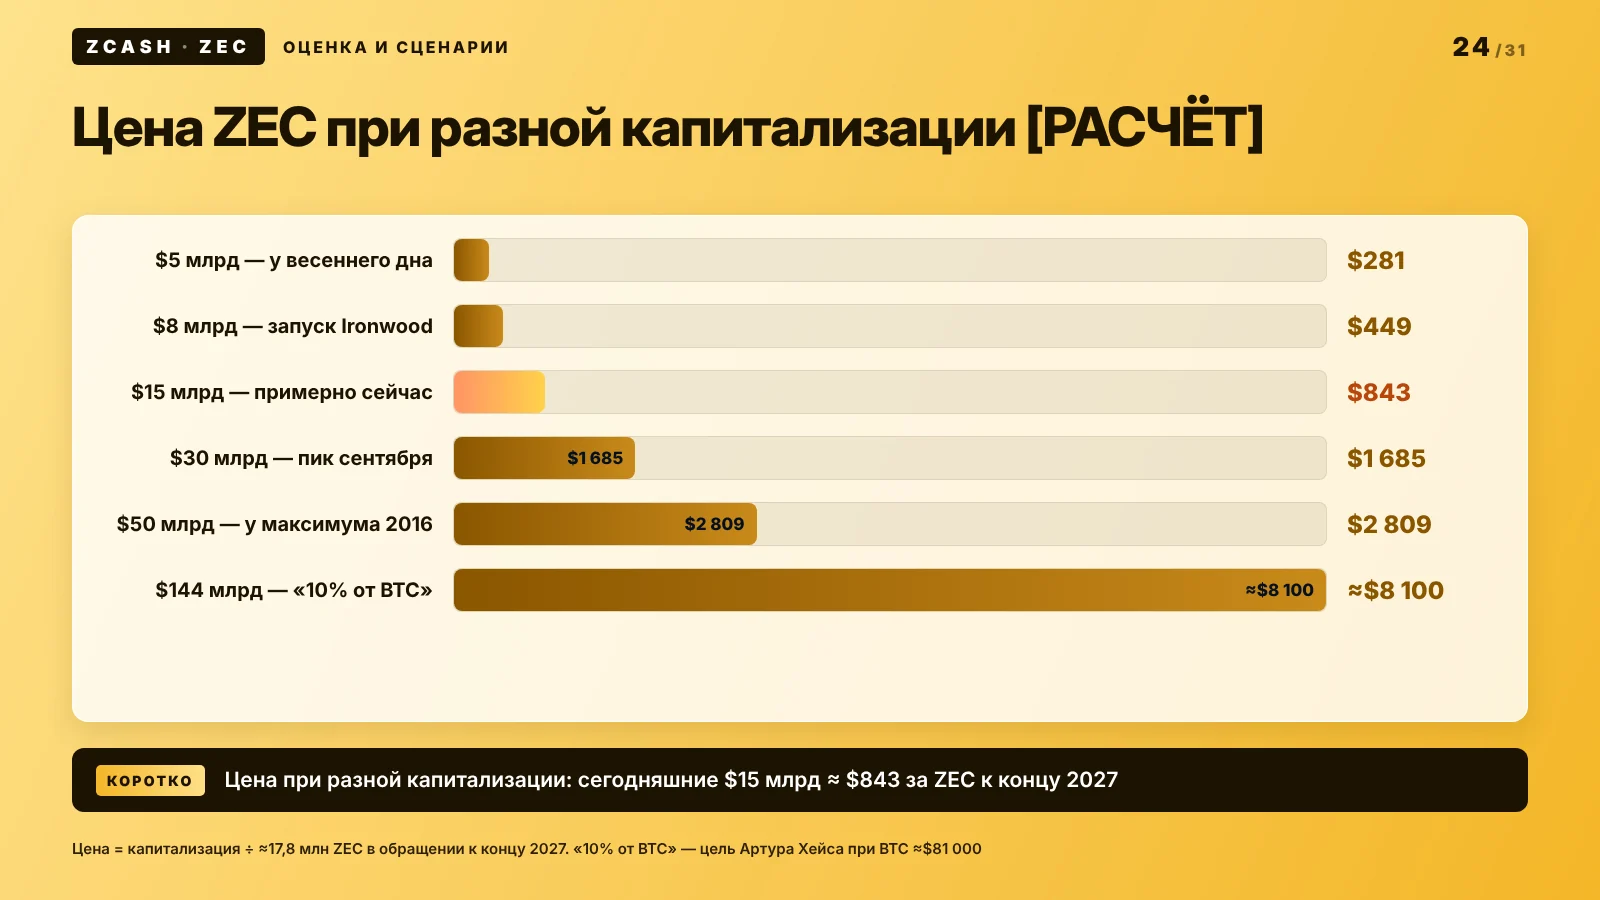 ZCASH · ZEC
ОЦЕНКА И СЦЕНАРИИ
24 /31
Цена ZEC при разной капитализации [РАСЧЁТ]
$5 млрд — у весеннего дна
$281
$8 млрд — запуск Ironwood
$449
$15 млрд — примерно сейчас
$843
$30 млрд — пик сентября
$1 685
$1 685
$50 млрд — у максимума 2016
$2 809
$2 809
$144 млрд — «10% от BTC»
≈$8 100
≈$8 100
КОРОТКО
Цена при разной капитализации: сегодняшние $15 млрд ≈ $843 за ZEC к концу 2027
Цена = капитализация ÷ ≈17,8 млн ZEC в обращении к концу 2027. «10% от BTC» — цель Артура Хейса при BTC ≈$81 000